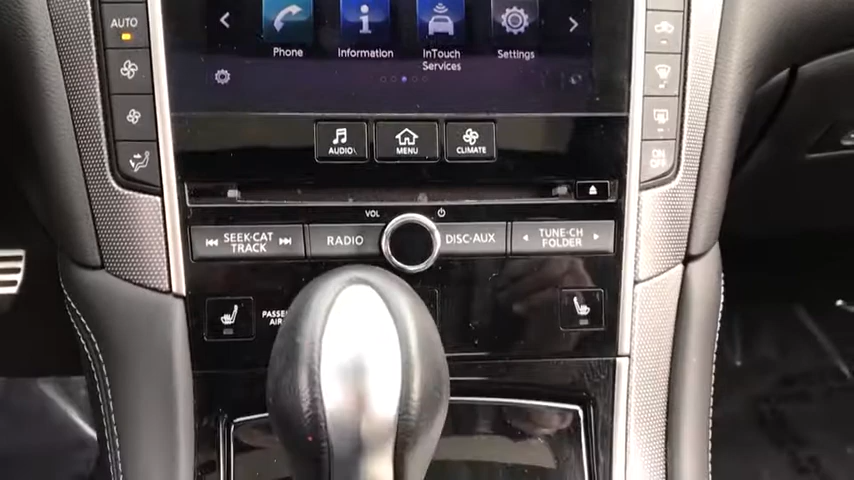 AUTO
Phone
Information
InTouch
Services
Settings
AUDIO
MENU
CLIMATE
ON
OFF
VOL
SEEK·CAT
TRACK
RADIO
DISC·AUX
TUNE·CH
FOLDER